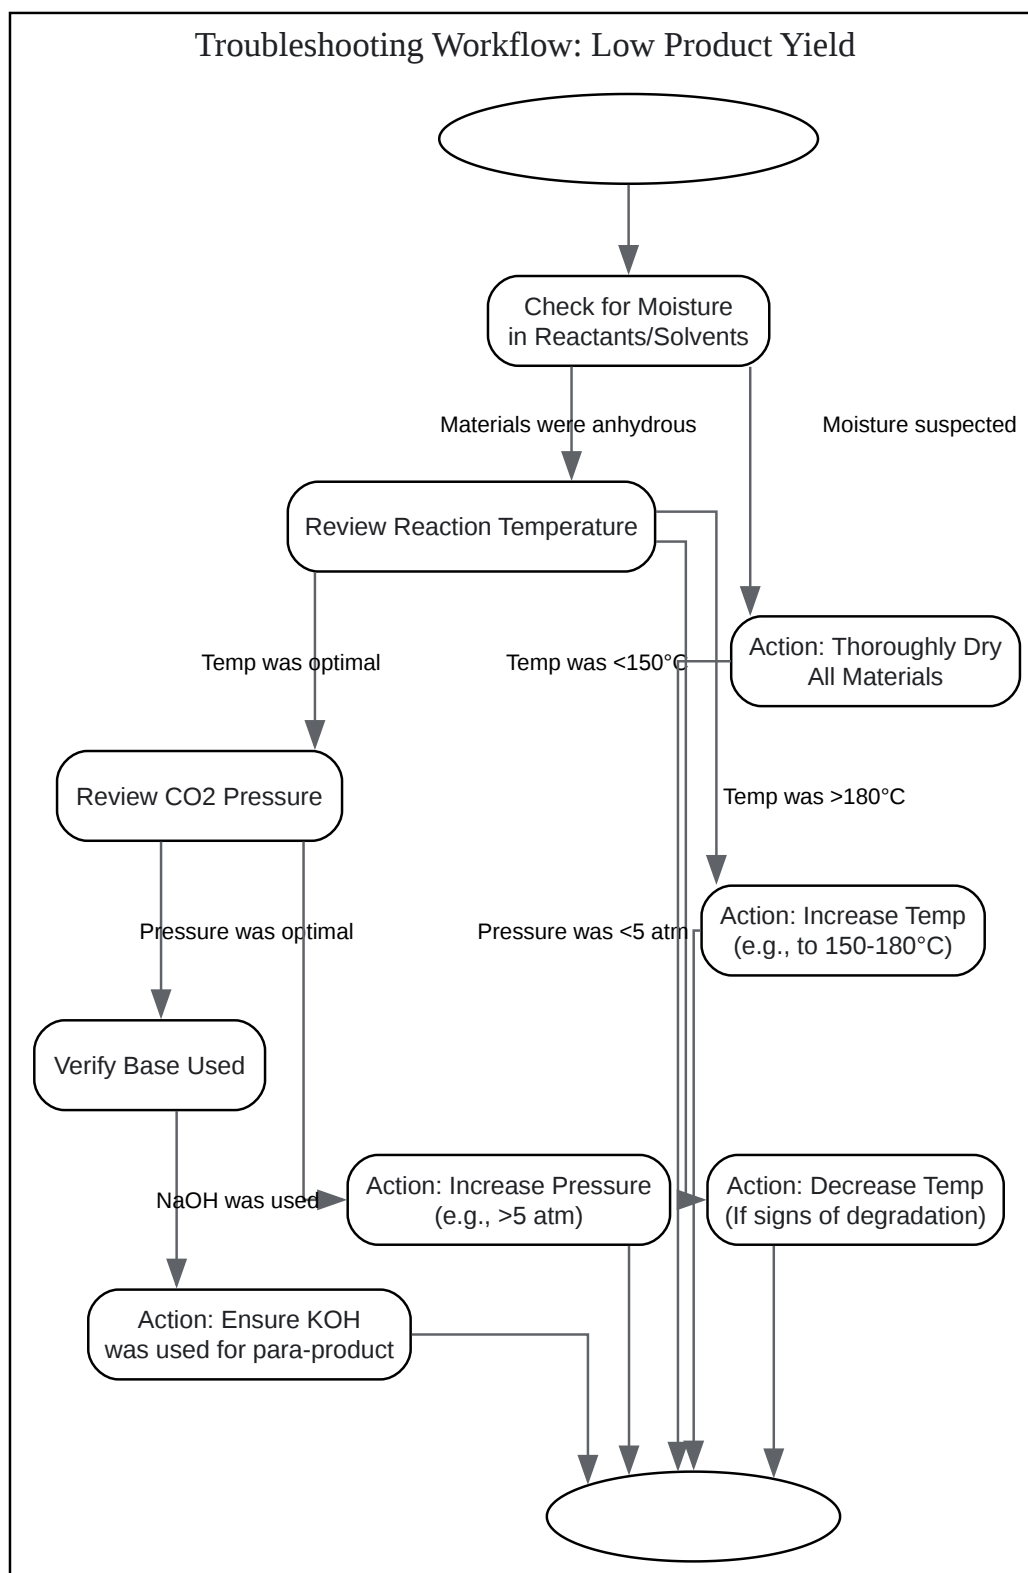 Troubleshooting Workflow: Low Product Yield
Check for Moisture
in Reactants/Solvents
Materials were anhydrous
Moisture suspected
Review Reaction Temperature
Action: Thoroughly Dry
All Materials
Temp was optimal
Temp was <150°C
Review CO2 Pressure
Temp was >180°C
Action: Increase Temp
(e.g., to 150-180°C)
Pressure was optimal
Pressure was <5 atm
Verify Base Used
NaOH was used
Action: Increase Pressure
(e.g., >5 atm)
Action: Decrease Temp
(If signs of degradation)
Action: Ensure KOH
was used for para-product